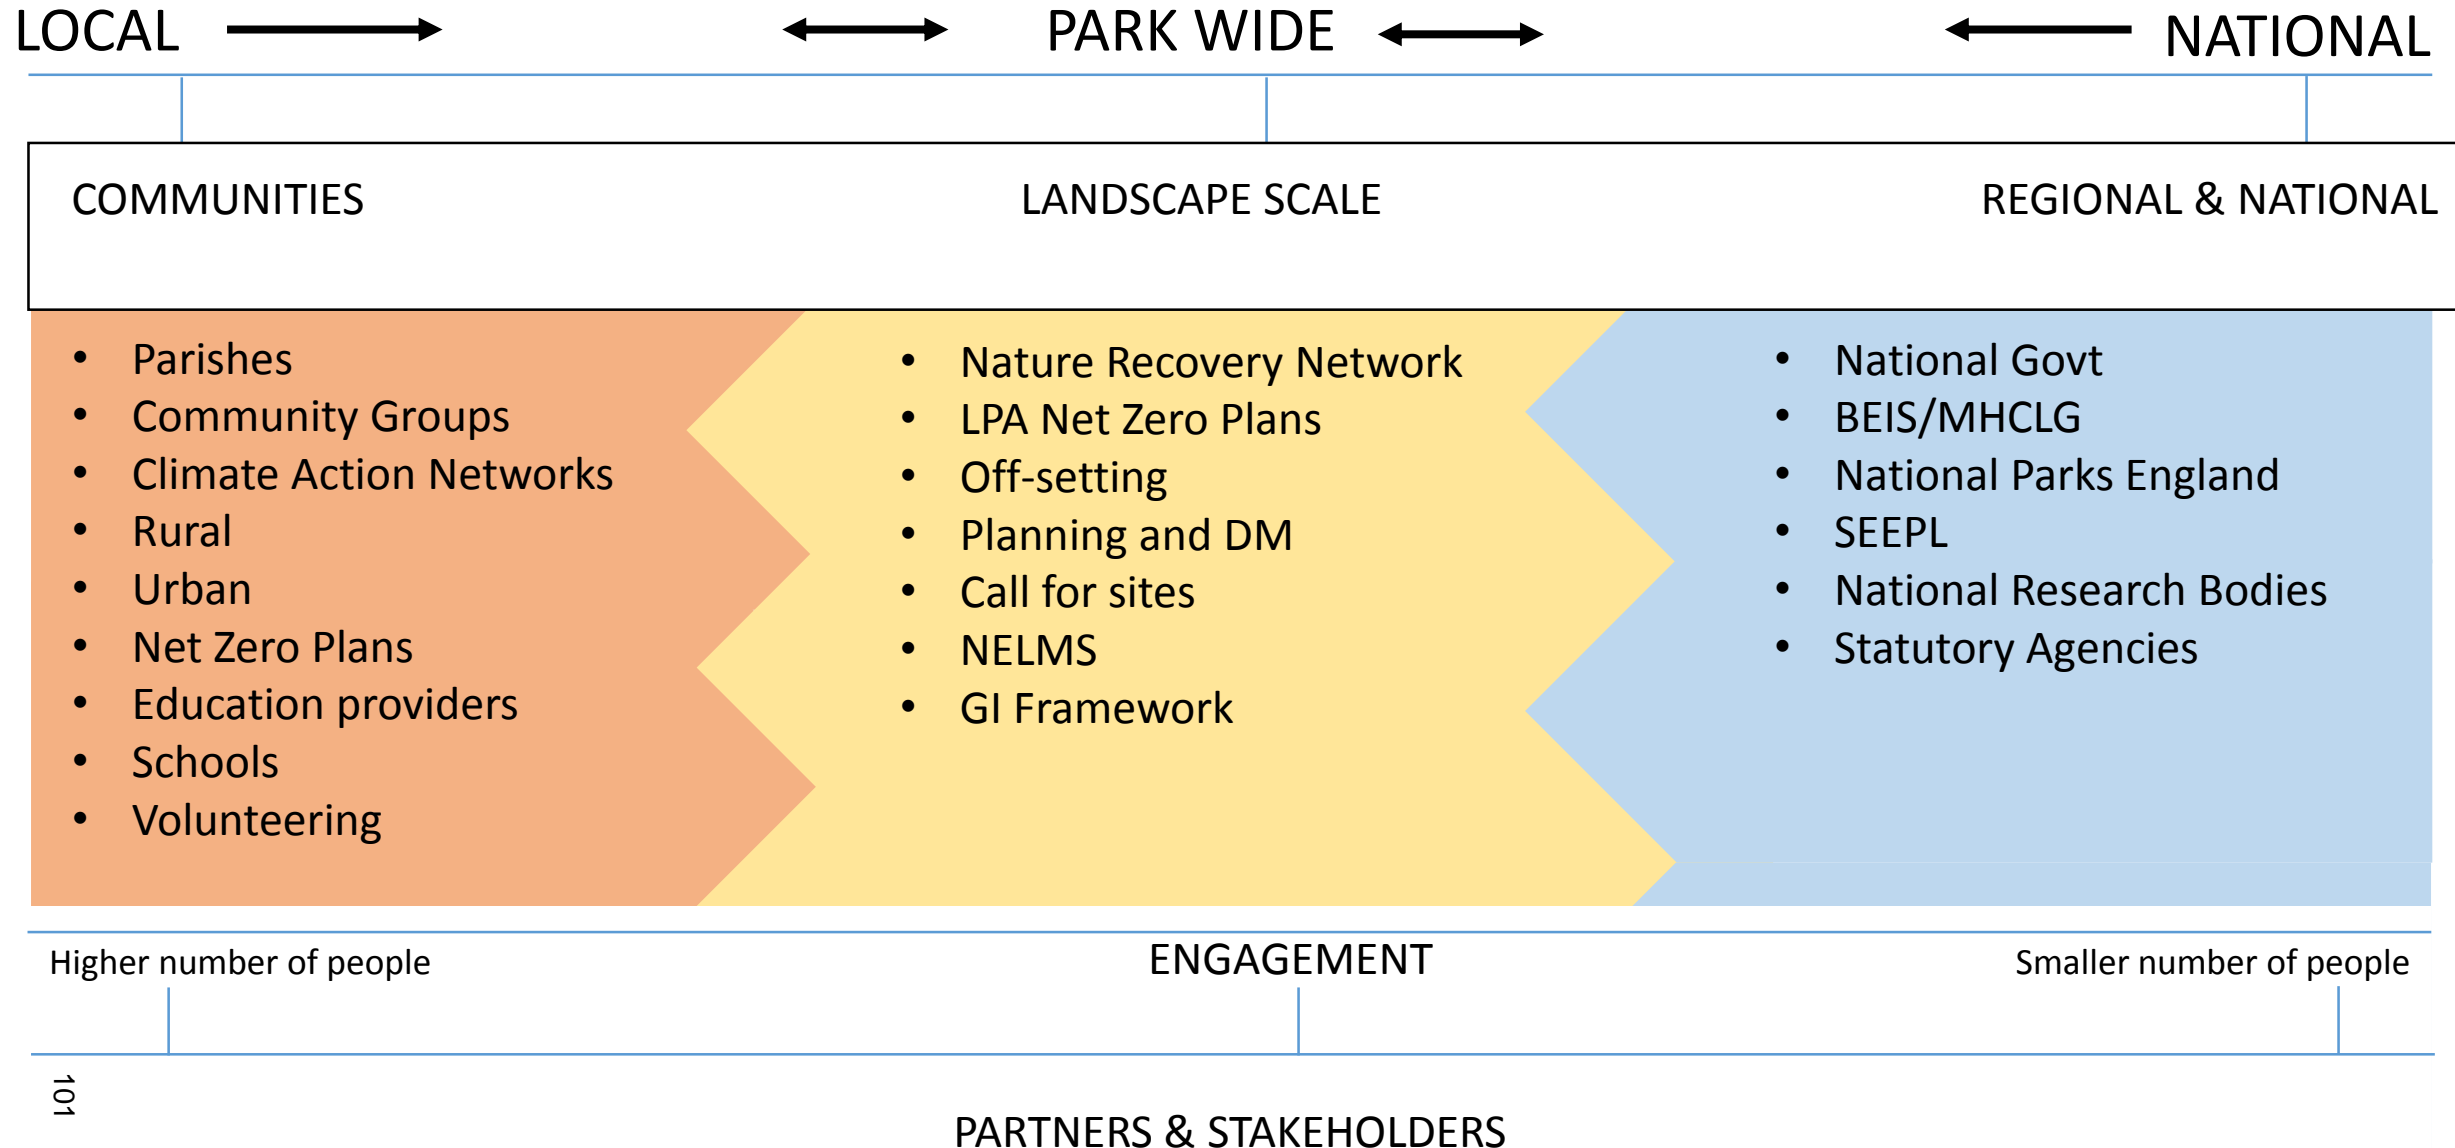 LOCAL
PARK WIDE
NATIONAL
COMMUNITIES
LANDSCAPE SCALE
REGIONAL & NATIONAL
• Parishes
• Community Groups
• Climate Action Networks
• Rural
• Urban
• Net Zero Plans
• Education providers
• Schools
• Volunteering
• Nature Recovery Network
• LPA Net Zero Plans
• Off-setting
• Planning and DM
• Call for sites
• NELMS
• GI Framework
• National Govt
• BEIS/MHCLG
• National Parks England
• SEEPL
• National Research Bodies
• Statutory Agencies
Higher number of people
ENGAGEMENT
Smaller number of people
101
PARTNERS & STAKEHOLDERS